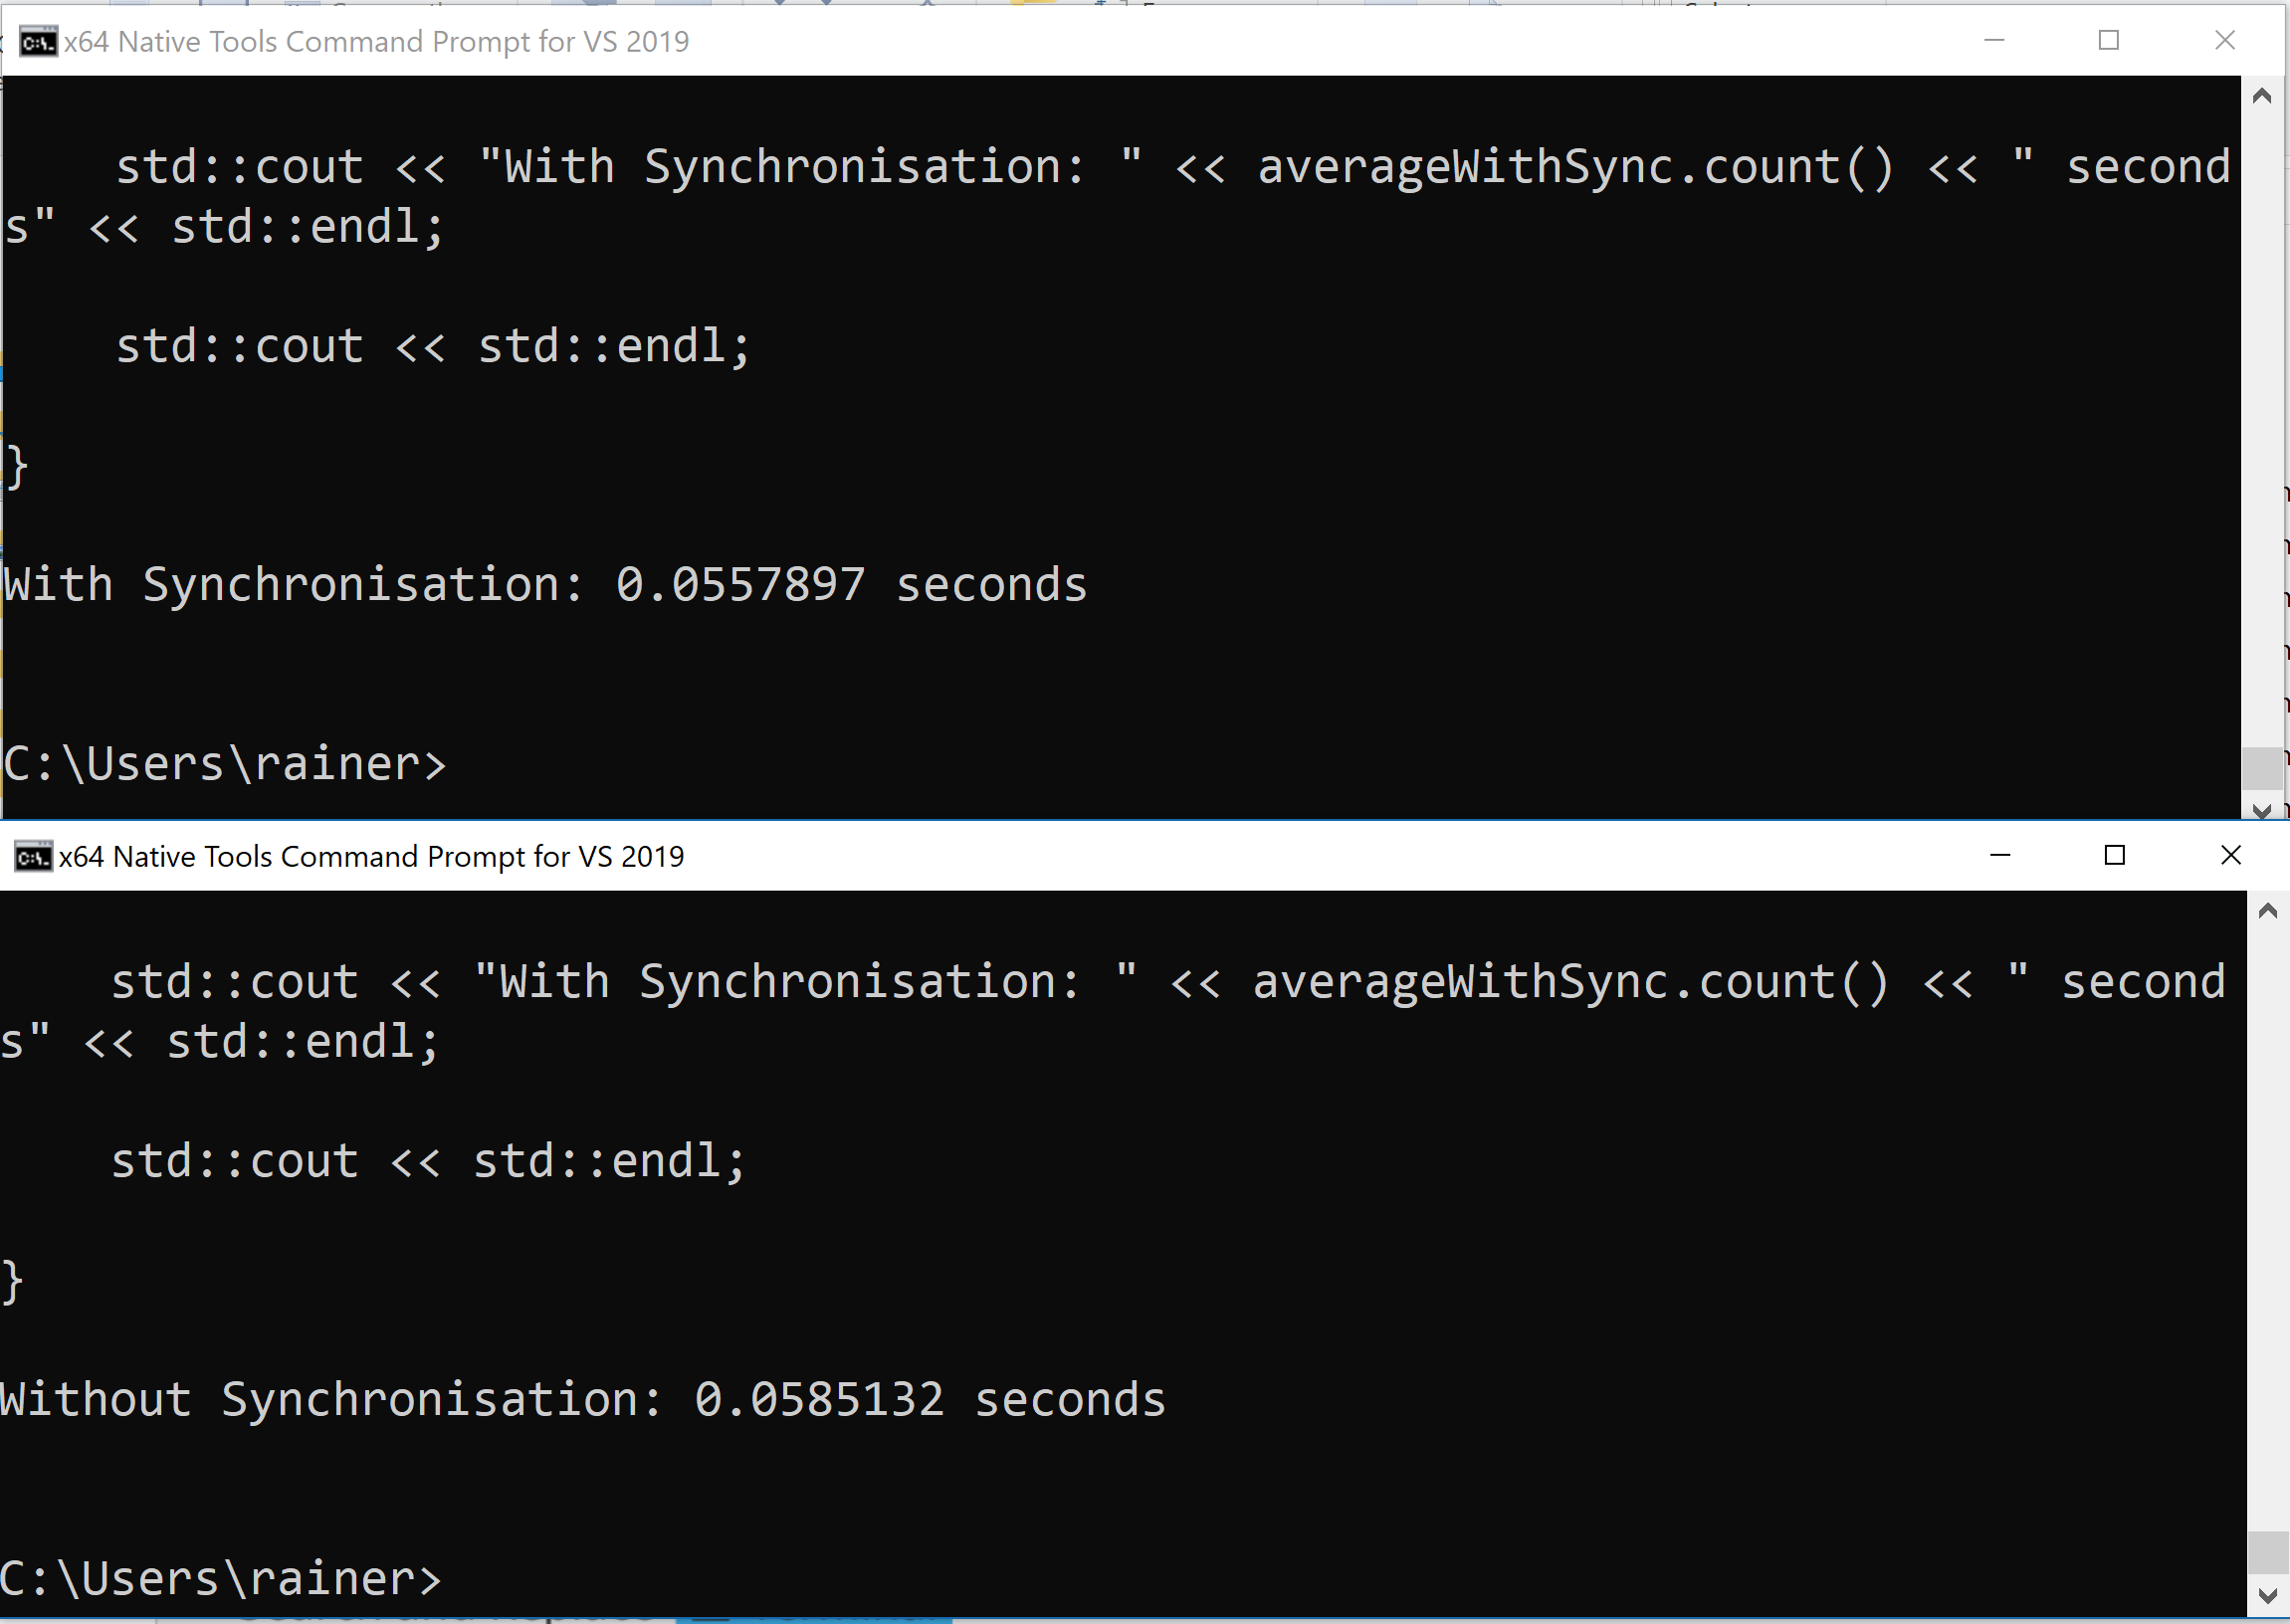 x64 Native Tools Command Prompt for VS 2019
std::cout << "With Synchronisation: " << averageWithSync.count() << " second
s" << std::endl;
std::cout << std::endl;
}
With Synchronisation: 0.0557897 seconds
C:\Users\rainer>
x64 Native Tools Command Prompt for VS 2019
std::cout << "With Synchronisation: " << averageWithSync.count() << " second
s" << std::endl;
std::cout << std::endl;
}
Without Synchronisation: 0.0585132 seconds
C:\Users\rainer>